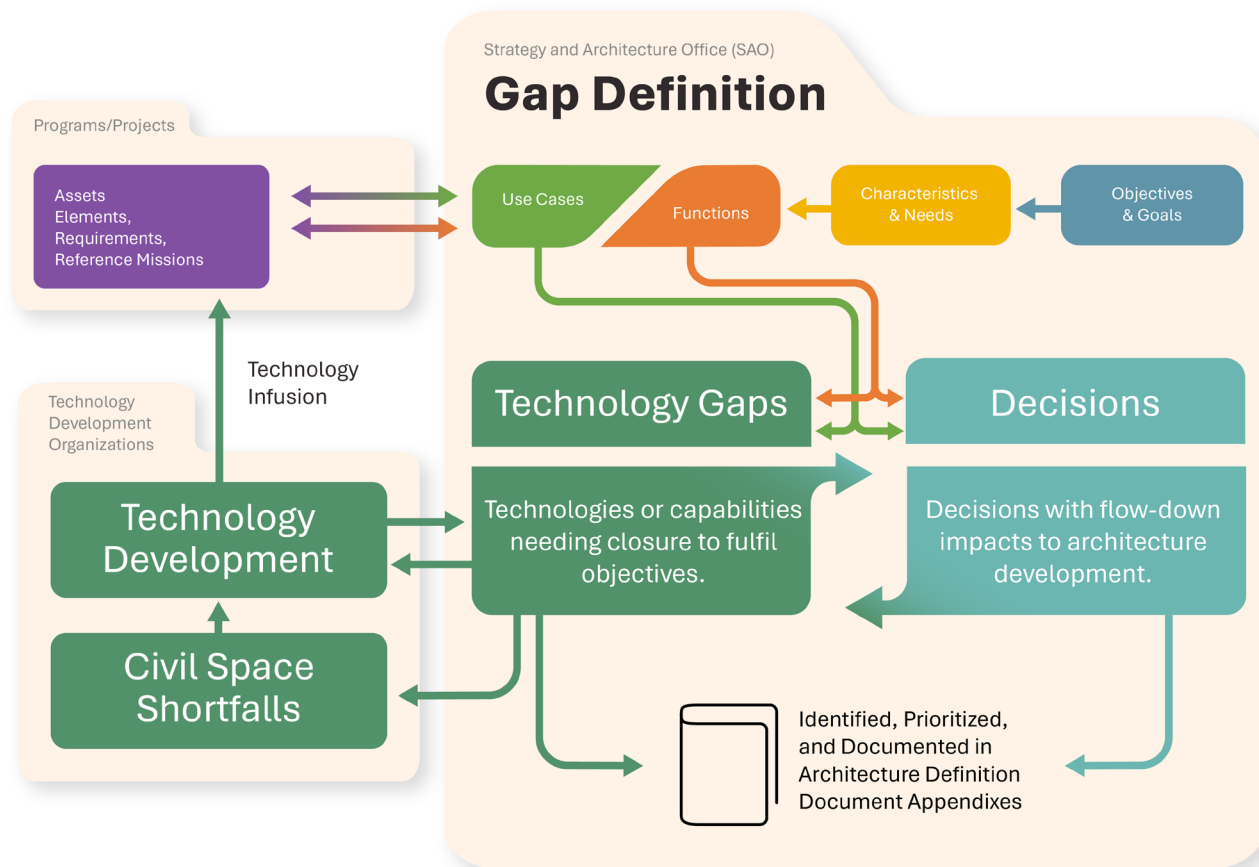 Strategy and Architecture Office (SAO)
Gap Definition
Programs/Projects
Assets
Elements,
Requirements,
Reference Missions
Use Cases
Functions
Characteristics
& Needs
Objectives
& Goals
Technology
Infusion
Technology
Development
Organizations
Technology
Development
Civil Space
Shortfalls
Technology Gaps
Technologies or capabilities
needing closure to fulfil
objectives.
Decisions
Decisions with flow-down
impacts to architecture
development.
Identified, Prioritized,
and Documented in
Architecture Definition
Document Appendixes